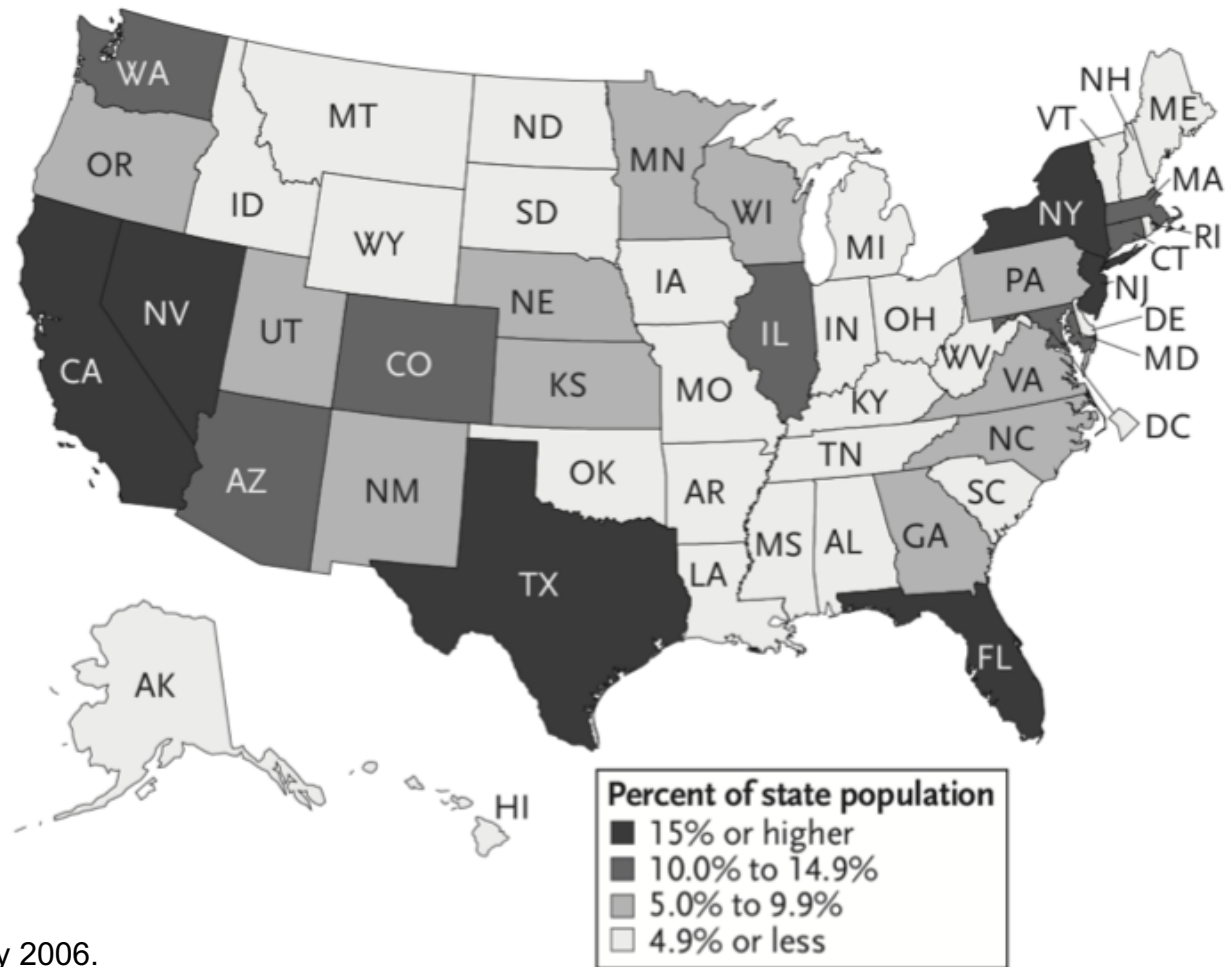 WA
MT
ND
MN
OR
ID
SD
WI
WY
MI
NH
VT
ME
MA
NY
RI
CT
NJ
PA
DE
MD
DC
IA
NE
NV
UT
CO
CA
KS
IL
IN
OH
WV
VA
MO
KY
NC
TN
SC
AZ
NM
OK
AR
MS
AL
GA
LA
TX
FL
AK
HI
Percent of state population
15% or higher
10.0% to 14.9%
5.0% to 9.9%
4.9% or less
2006.